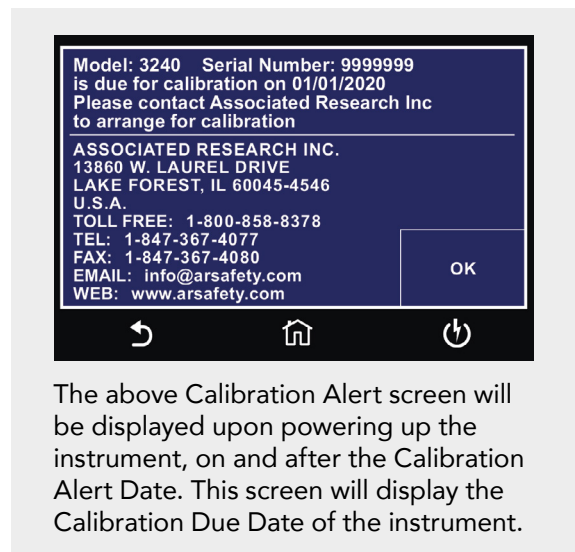 Model: 3240 Serial Number: 9999999
is due for calibration on 01/01/2020
Please contact Associated Research Inc
to arrange for calibration
ASSOCIATED RESEARCH INC.
13860 W. LAUREL DRIVE
LAKE FOREST, IL 60045-4546
U.S.A.
TOLL FREE: 1-800-858-8378
TEL: 1-847-367-4077
FAX: 1-847-367-4080
EMAIL: info@arsafety.com
WEB: www.arsafety.com
OK
The above Calibration Alert screen will
be displayed upon powering up the
instrument, on and after the Calibration
Alert Date. This screen will display the
Calibration Due Date of the instrument.